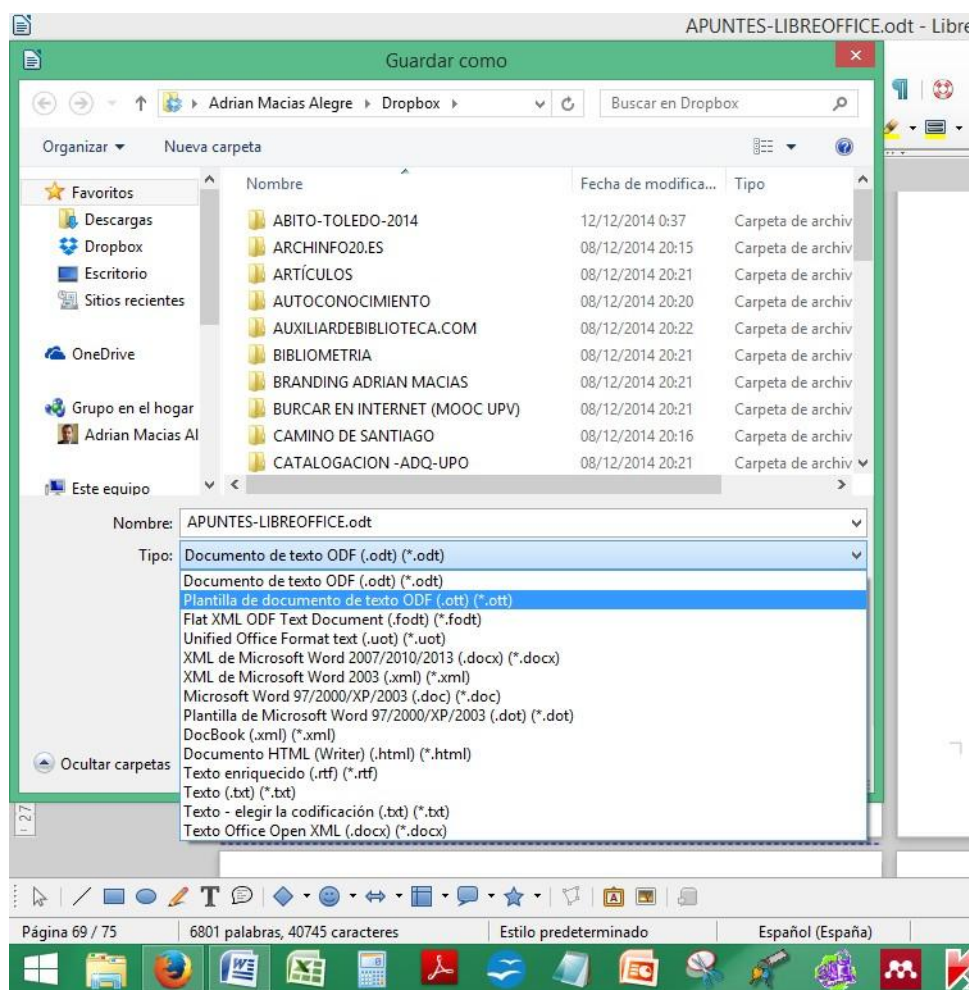 APUNTES-LIBREOFFICE.odt - Libre
Guardar como
Adrian Macias Alegre Dropbox
Buscar en Dropbox
Organizar
Nueva carpeta
Favoritos
Descargas
Dropbox
Escritorio
Sitios recientes
OneDrive
Grupo en el hogar
Adrian Macias Al
Este equipo
Nombre Fecha de modifica... Tipo
ABITO-TOLEDO-2014 12/12/2014 0:37 Carpeta de archiv
ARCHINFO20.ES 08/12/2014 20:15 Carpeta de archiv
ARTÍCULOS 08/12/2014 20:21 Carpeta de archiv
AUTOCONOCIMIENTO 08/12/2014 20:20 Carpeta de archiv
AUXILIARDEBIBLIOTECA.COM 08/12/2014 20:22 Carpeta de archiv
BIBLIOMETRIA 08/12/2014 20:21 Carpeta de archiv
BRANDING ADRIAN MACIAS 08/12/2014 20:21 Carpeta de archiv
BURCAR EN INTERNET (MOOC UPV) 08/12/2014 20:21 Carpeta de archiv
CAMINO DE SANTIAGO 08/12/2014 20:16 Carpeta de archiv
CATALOGACION -ADQ-UPO 08/12/2014 20:21 Carpeta de archiv
Nombre: APUNTES-LIBREOFFICE.odt
Tipo: Documento de texto ODF (.odt) (*.odt)
Documento de texto ODF (.odt) (*.odt)
Plantilla de documento de texto ODF (.ott) (*.ott)
Flat XML ODF Text Document (.fodt) (*.fodt)
Unified Office Format text (.uot) (*.uot)
XML de Microsoft Word 2007/2010/2013 (.docx) (*.docx)
XML de Microsoft Word 2003 (.xml) (*.xml)
Microsoft Word 97/2000/XP/2003 (.doc) (*.doc)
Plantilla de Microsoft Word 97/2000/XP/2003 (.dot) (*.dot)
DocBook (.xml) (*.xml)
Documento HTML (Writer) (.html) (*.html)
Texto enriquecido (.rtf) (*.rtf)
Texto (.txt) (*.txt)
Texto - elegir la codificación (.txt) (*.txt)
Texto Office Open XML (.docx) (*.docx)
Ocultar carpetas
27
Página 69 / 75 6801 palabras, 40745 caracteres Estilo predeterminado Español (España)